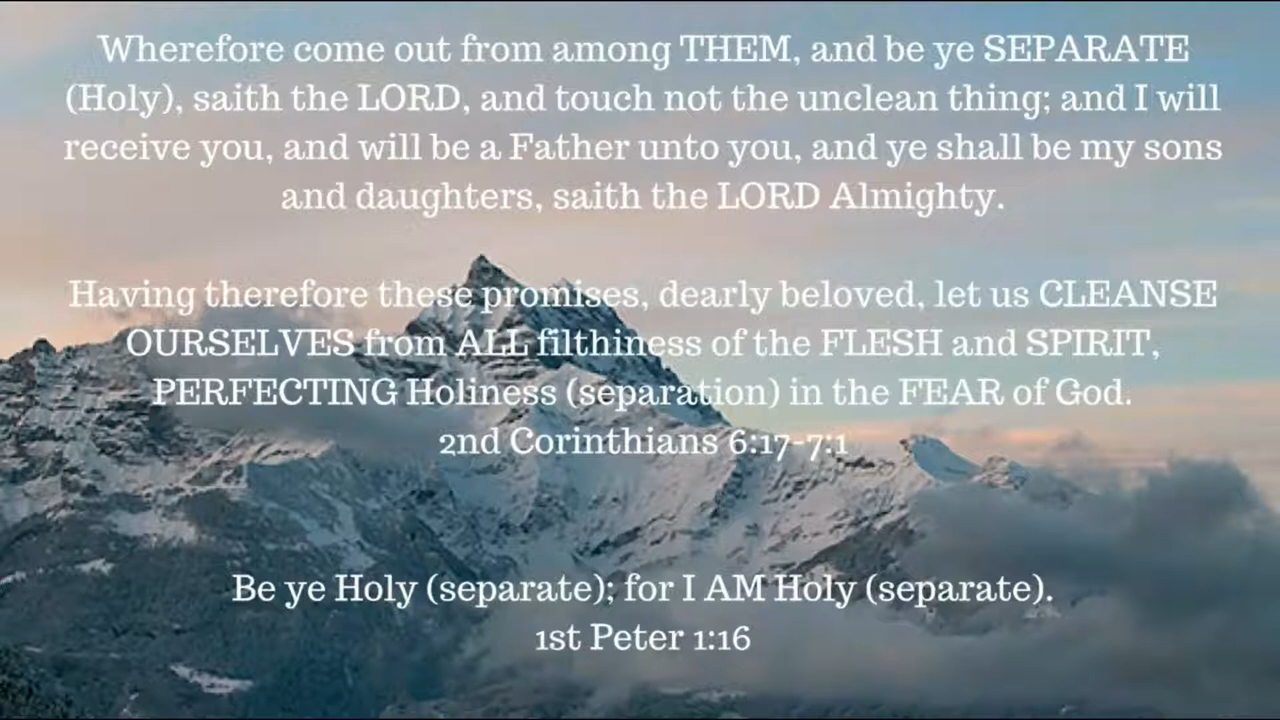 Wherefore come out from among THEM, and be ye SEPARATE
(Holy), saith the LORD, and touch not the unclean thing; and I will
receive you, and will be a Father unto you, and ye shall be my sons
and daughters, saith the LORD Almighty.
Having therefore these promises, dearly beloved, let us CLEANSE
OURSELVES from ALL filthiness of the FLESH and SPIRIT,
PERFECTING Holiness (separation) in the FEAR of God.
2nd Corinthians 6:17-7:1
Be ye Holy (separate); for I AM Holy (separate).
1st Peter 1:16